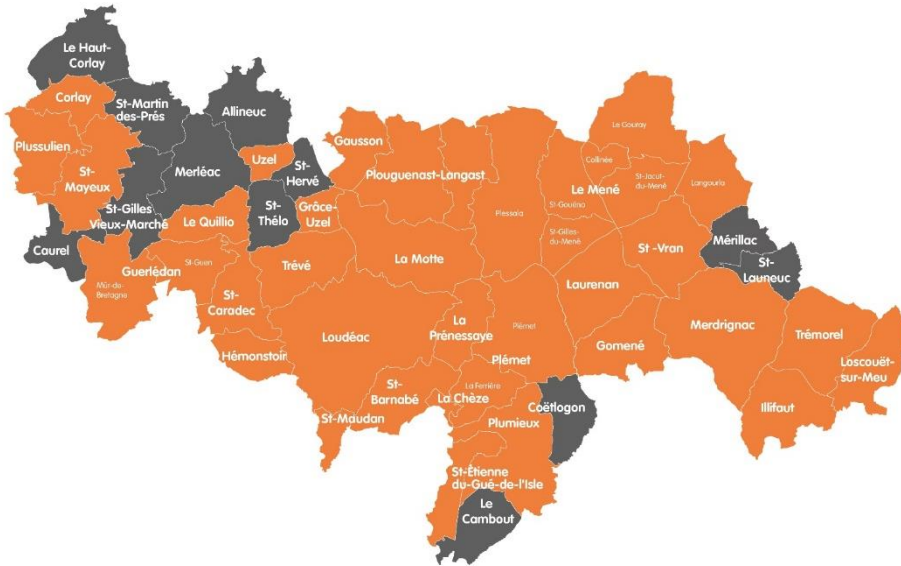 Le Haut-
Corlay
Corlay
St-Martin
des-Prés
Allineuc
Plussulien
St-
Mayeux
Merléac
Uzel
St-
Hervé
Gausson
Plouguenast-Langast
Plessala
Le Gouray
Collinée
St-Jacut-
du-Mené
Langourla
Le Mené
St-Gouéno
St-Gilles-
du-Mené
St-Gilles
Vieux-Marché
Le Quillio
St-
Thélo
Grâce-
Uzel
Caurel
Mûr-de-
Bretagne
Guerlédan
St-Guen
Trévé
La Motte
St -Vran
Mérillac
St-
Launeuc
Laurenan
St-
Caradec
Hémonstoir
Loudéac
La
Prénessaye
Plémet
Plémet
Gomené
Merdrignac
Trémorel
Loscouët-
sur-Meu
Illifaut
St-
Barnabé
St-Maudan
La Ferrière
La Chèze
Coëtlogon
Plumieux
St-Étienne
du-Gué-de-l'Isle
Le
Cambout